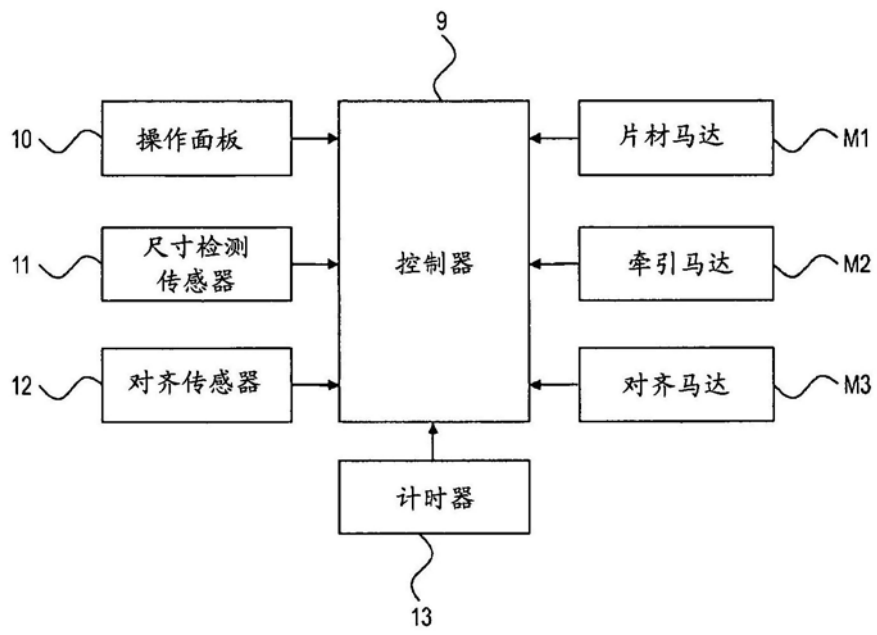 9
10
操作面板
片材马达
M1
11
尺寸检测
传感器
控制器
牵引马达
M2
12
对齐传感器
对齐马达
M3
计时器
13